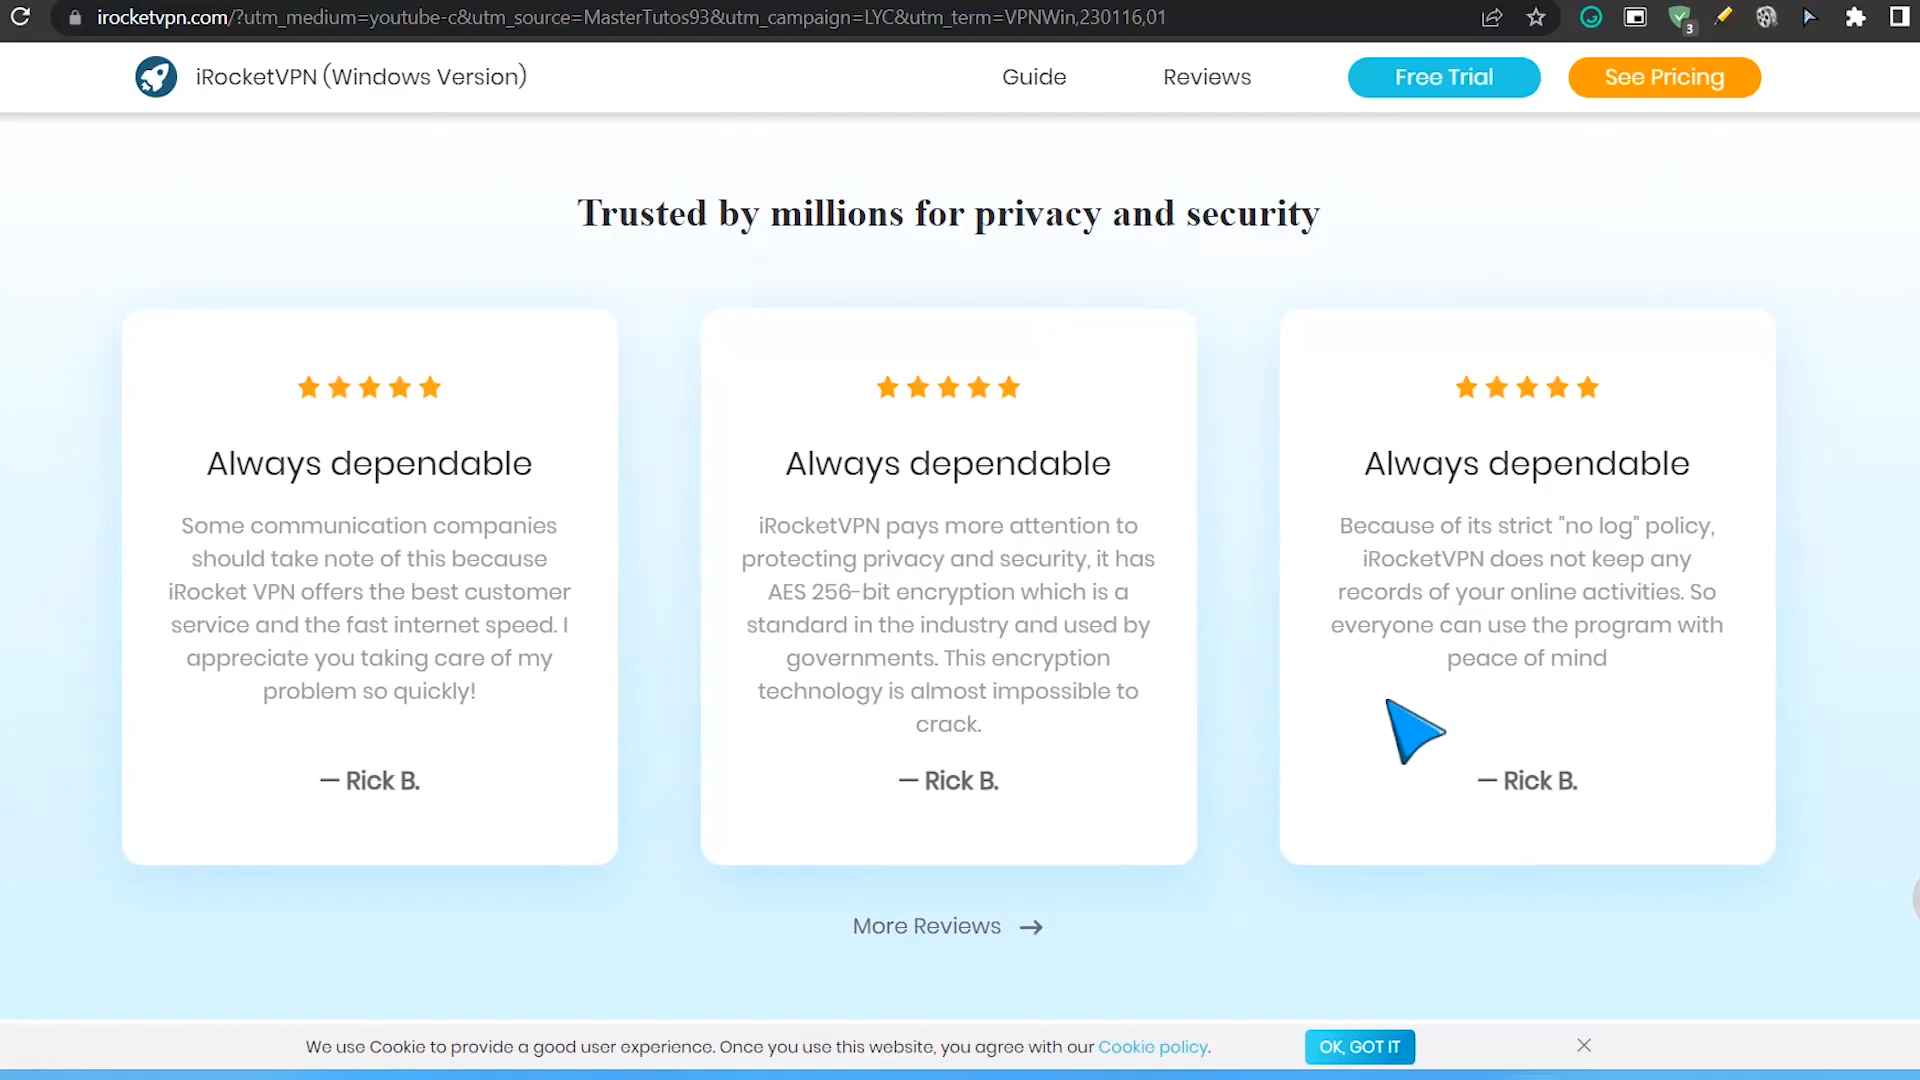 irocketvpn.com/?utm_medium=youtube-c&utm_source=MasterTutos93&utm_campaign=LYC&utm_term=VPNWin,230116,01
3
iRocketVPN (Windows Version)
Guide
Reviews
Free Trial
See Pricing
Trusted by millions for privacy and security
Always dependable
Some communication companies
should take note of this because
iRocket VPN offers the best customer
service and the fast internet speed. I
appreciate you taking care of my
problem so quickly!
— Rick B.
Always dependable
iRocketVPN pays more attention to
protecting privacy and security, it has
AES 256-bit encryption which is a
standard in the industry and used by
governments. This encryption
technology is almost impossible to
crack.
— Rick B.
Always dependable
Because of its strict "no log" policy,
iRocketVPN does not keep any
records of your online activities. So
everyone can use the program with
peace of mind
— Rick B.
More Reviews →
We use Cookie to provide a good user experience. Once you use this website, you agree with our Cookie policy.
OK, GOT IT